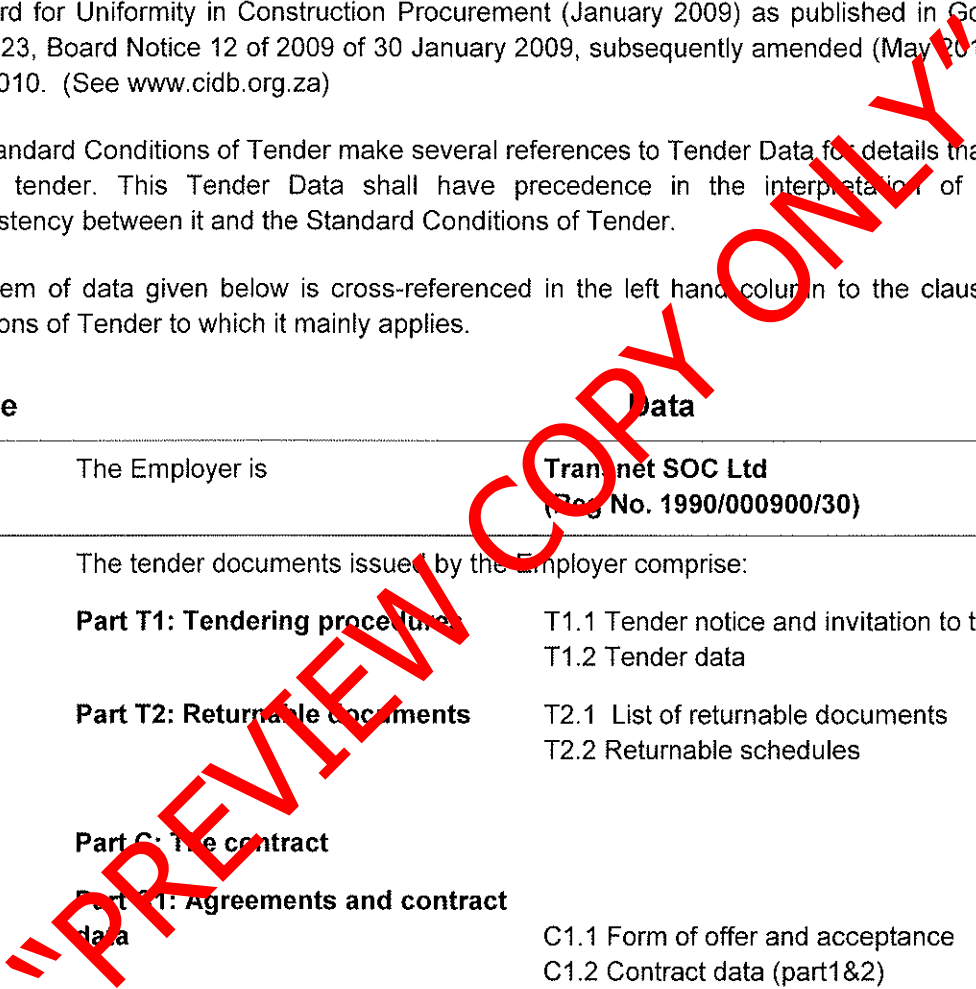 rd for Uniformity in Construction Procurement (January 2009) as published in Go
23, Board Notice 12 of 2009 of 30 January 2009, subsequently amended (May 201
010. (See www.cidb.org.za)
andard Conditions of Tender make several references to Tender Data for details tha
tender. This Tender Data shall have precedence in the interpretation of
stency between it and the Standard Conditions of Tender.
em of data given below is cross-referenced in the left hand column to the claus
ons of Tender to which it mainly applies.
e Data
The Employer is Transnet SOC Ltd
(Reg No. 1990/000900/30)
The tender documents issued by the Employer comprise:
Part T1: Tendering procedures T1.1 Tender notice and invitation to t
T1.2 Tender data
Part T2: Returnable documents T2.1 List of returnable documents
T2.2 Returnable schedules
Part C: The contract
Part C1: Agreements and contract
data C1.1 Form of offer and acceptance
C1.2 Contract data (part1&2)
"PREVIEW COPY ONLY"